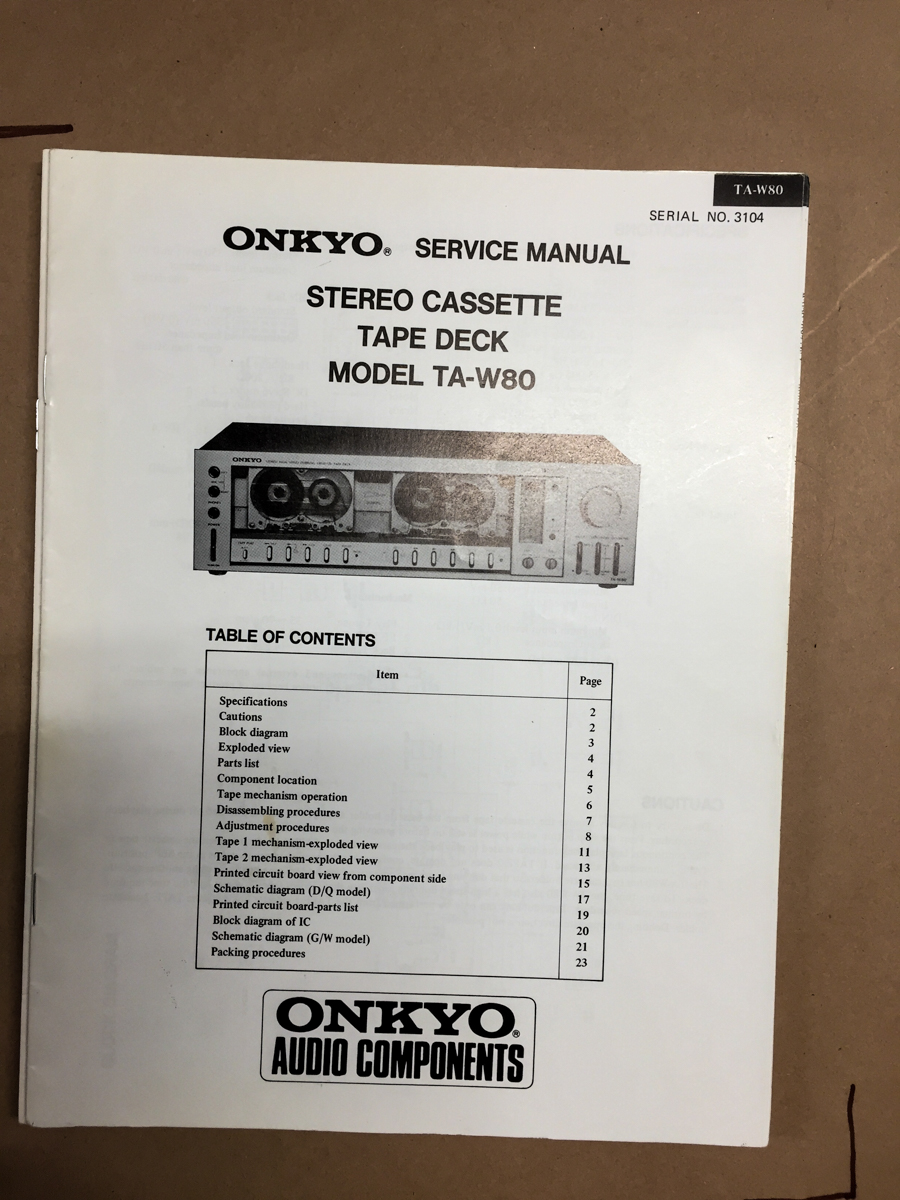 TA-W80
SERIAL NO. 3104
ONKYO® SERVICE MANUAL
STEREO CASSETTE
TAPE DECK
MODEL TA-W80
ONKYO
TABLE OF CONTENTS
Item Page
Specifications 2
Cautions 2
Block diagram 3
Exploded view 4
Parts list 4
Component location 5
Tape mechanism operation 6
Disassembling procedures 7
Adjustment procedures 8
Tape 1 mechanism-exploded view 11
Tape 2 mechanism-exploded view 13
Printed circuit board view from component side 15
Schematic diagram (D/Q model) 17
Printed circuit board-parts list 19
Block diagram of IC 20
Schematic diagram (G/W model) 21
Packing procedures 23
ONKYO®
AUDIO COMPONENTS